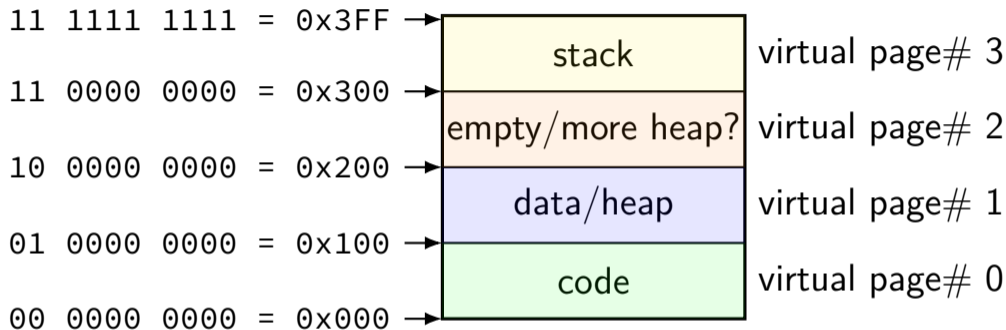 11 1111 1111 = 0x3FF
stack
virtual page# 3
11 0000 0000 = 0x300
empty/more heap?
virtual page# 2
10 0000 0000 = 0x200
data/heap
virtual page# 1
01 0000 0000 = 0x100
code
virtual page# 0
00 0000 0000 = 0x000